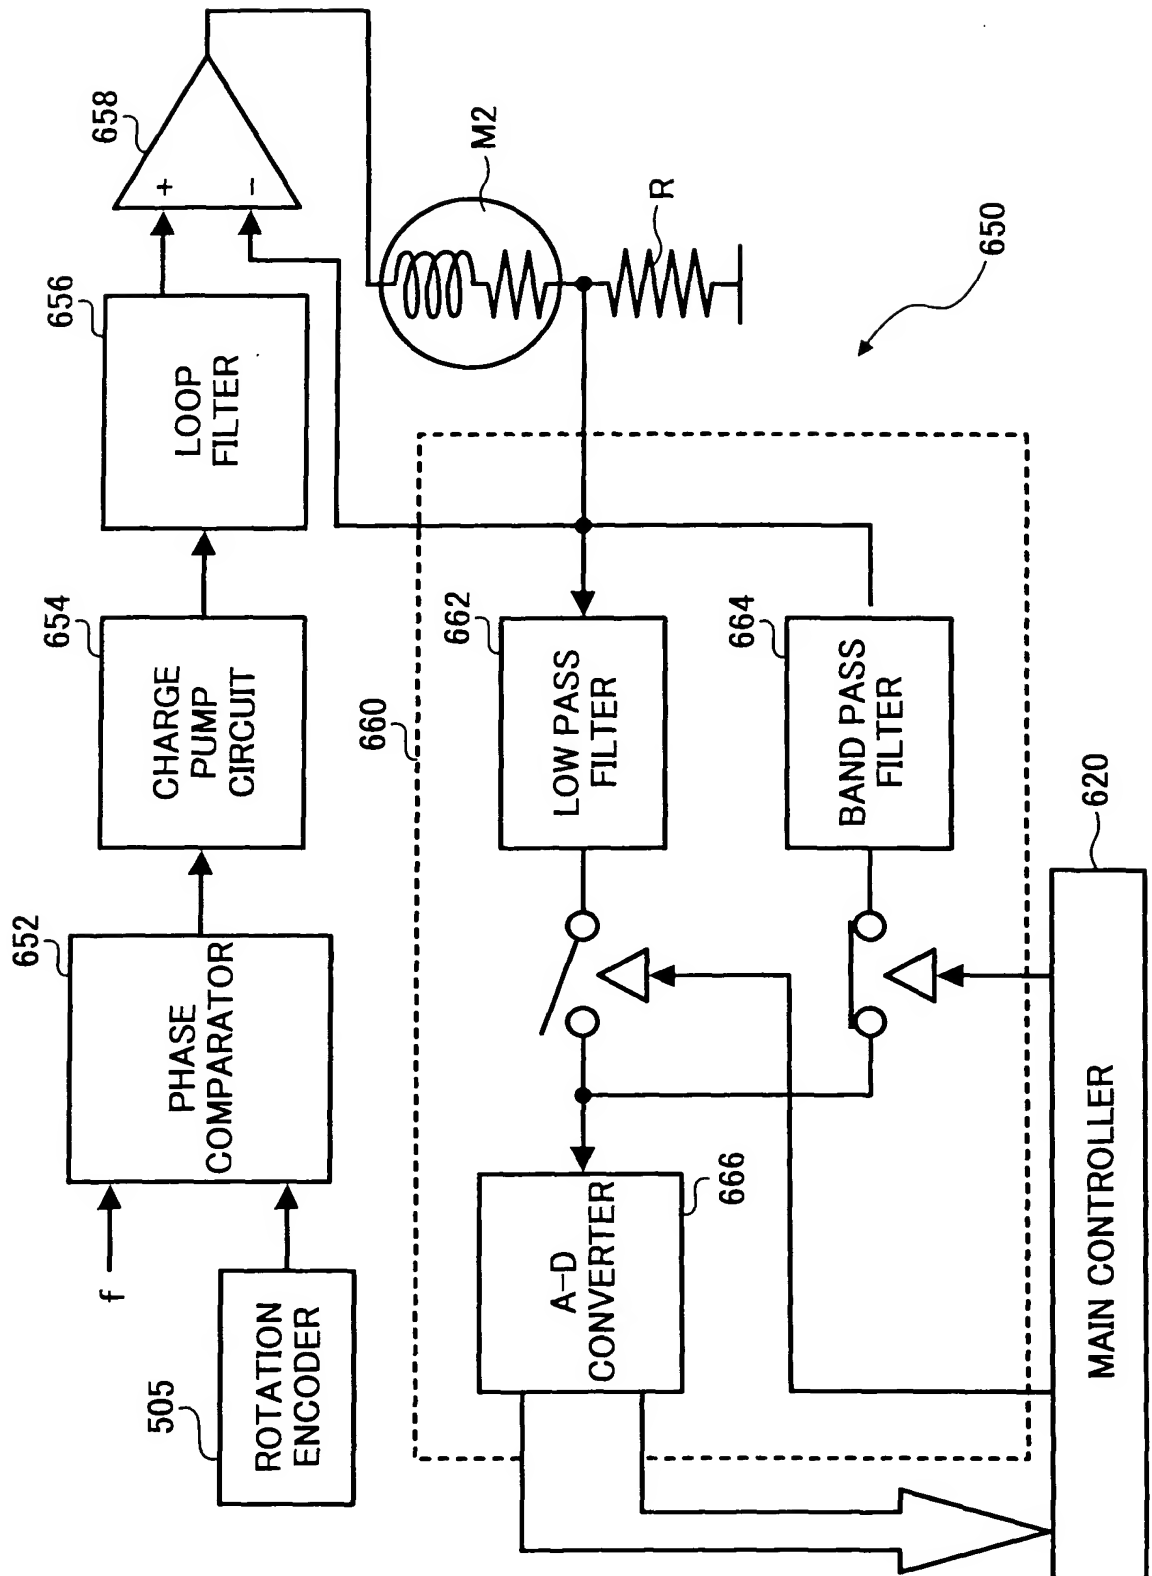 505
ROTATION
ENCODER
f
652
PHASE
COMPARATOR
654
CHARGE
PUMP
CIRCUIT
656
LOOP
FILTER
658
+
-
M2
R
650
660
662
LOW PASS
FILTER
664
BAND PASS
FILTER
A-D
CONVERTER
666
620
MAIN CONTROLLER